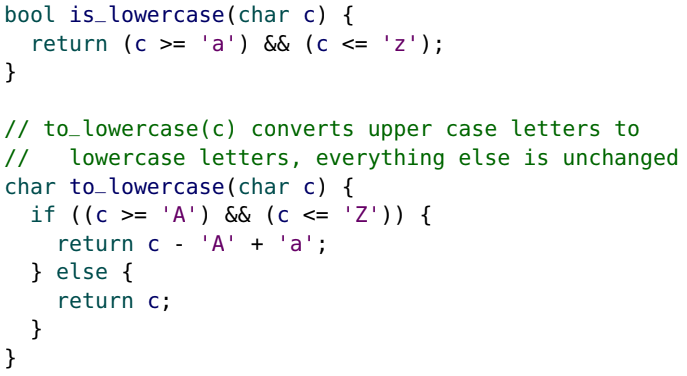 bool is_lowercase(char c) {
  return (c >= 'a') && (c <= 'z');
}

// to_lowercase(c) converts upper case letters to
//   lowercase letters, everything else is unchanged
char to_lowercase(char c) {
  if ((c >= 'A') && (c <= 'Z')) {
    return c - 'A' + 'a';
  } else {
    return c;
  }
}